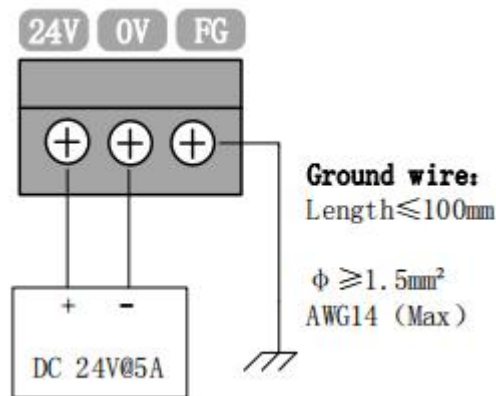 24V 0V FG
Ground wire:
Length≤100mm
φ≥1.5mm²
AWG14 (Max)
+ -
DC 24V@5A